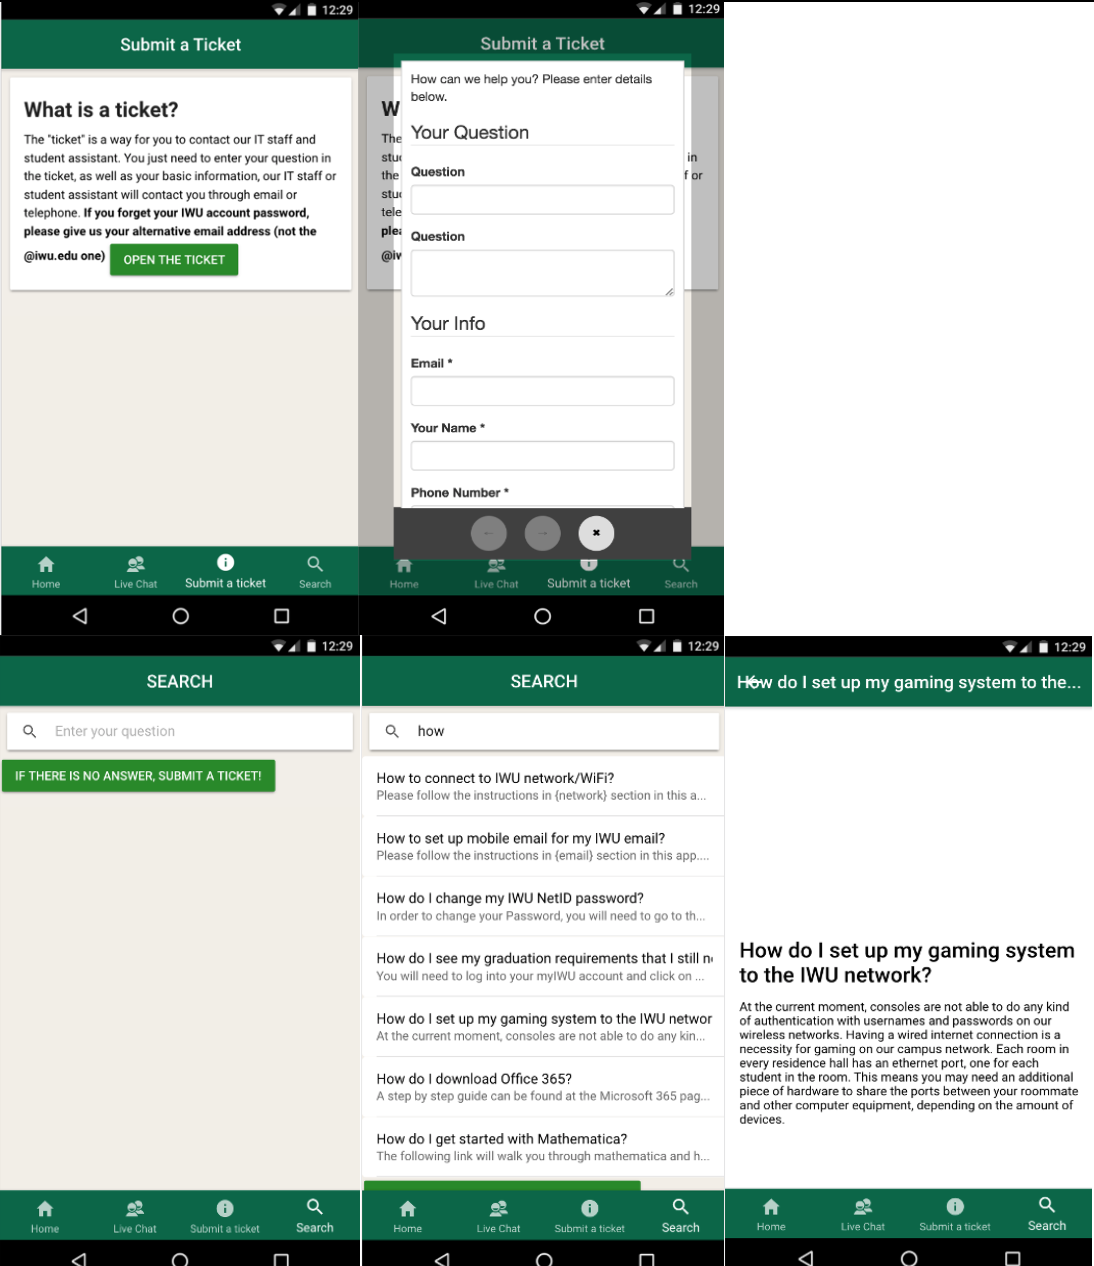 12:29
Submit a Ticket
What is a ticket?
The "ticket" is a way for you to contact our IT staff and
student assistant. You just need to enter your question in
the ticket, as well as your basic information, our IT staff or
student assistant will contact you through email or
telephone. If you forget your IWU account password,
please give us your alternative email address (not the
@iwu.edu one) OPEN THE TICKET
Home
Live Chat
Submit a ticket
Search
12:29
Submit a Ticket
How can we help you? Please enter details
below.
Your Question
Question
Question
Your Info
Email *
Your Name *
Phone Number *
W
The
stu
in
the
f or
stu
tele
plea
@iv
Home
Live Chat
Submit a ticket
Search
12:29
SEARCH
Enter your question
IF THERE IS NO ANSWER, SUBMIT A TICKET!
Home
Live Chat
Submit a ticket
Search
12:29
SEARCH
how
How to connect to IWU network/WiFi?
Please follow the instructions in {network} section in this a...
How to set up mobile email for my IWU email?
Please follow the instructions in {email} section in this app....
How do I change my IWU NetID password?
In order to change your Password, you will need to go to th...
How do I see my graduation requirements that I still n
You will need to log into your myIWU account and click on ...
How do I set up my gaming system to the IWU networ
At the current moment, consoles are not able to do any kin...
How do I download Office 365?
A step by step guide can be found at the Microsoft 365 pag...
How do I get started with Mathematica?
The following link will walk you through mathematica and h...
Home
Live Chat
Submit a ticket
Search
12:29
How do I set up my gaming system to the...
How do I set up my gaming system
to the IWU network?
At the current moment, consoles are not able to do any kind
of authentication with usernames and passwords on our
wireless networks. Having a wired internet connection is a
necessity for gaming on our campus network. Each room in
every residence hall has an ethernet port, one for each
student in the room. This means you may need an additional
piece of hardware to share the ports between your roommate
and other computer equipment, depending on the amount of
devices.
Home
Live Chat
Submit a ticket
Search